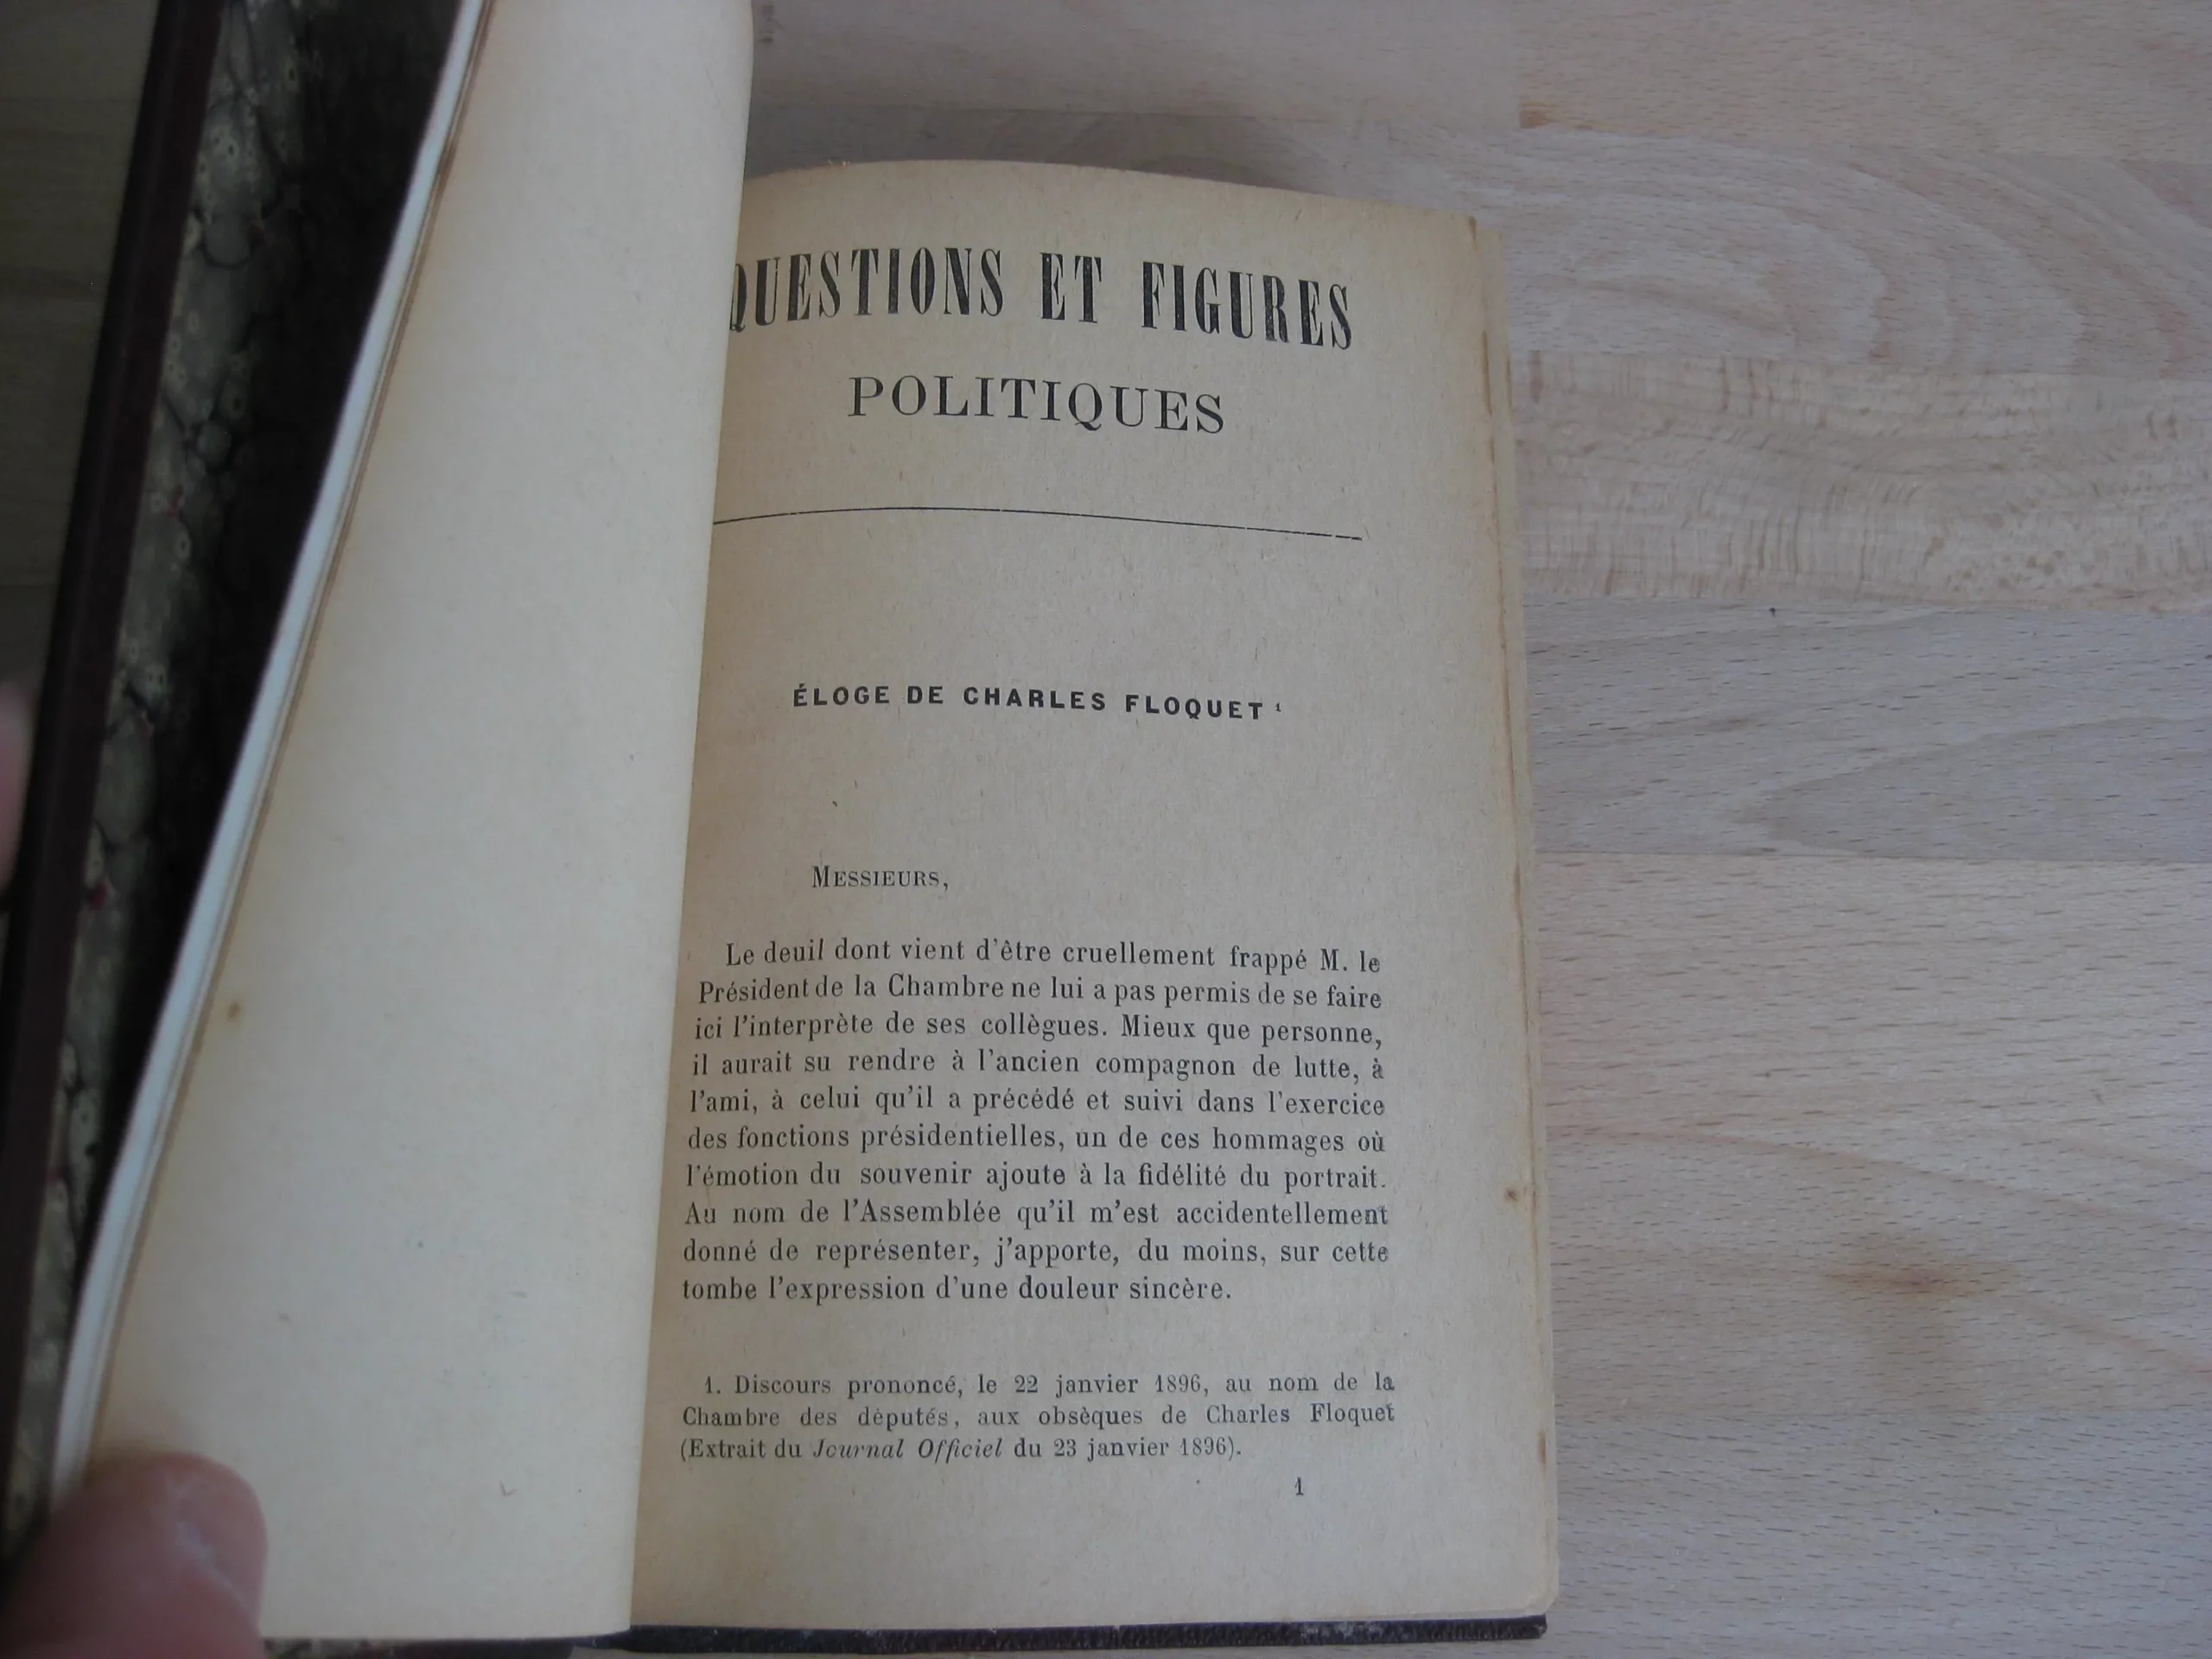 QUESTIONS ET FIGURES
POLITIQUES
ÉLOGE DE CHARLES FLOQUET ¹
MESSIEURS,
Le deuil dont vient d'être cruellement frappé M. le
Président de la Chambre ne lui a pas permis de se faire
ici l'interprète de ses collègues. Mieux que personne,
il aurait su rendre à l'ancien compagnon de lutte, à
l'ami, à celui qu'il a précédé et suivi dans l'exercice
des fonctions présidentielles, un de ces hommages où
l'émotion du souvenir ajoute à la fidélité du portrait.
Au nom de l'Assemblée qu'il m'est accidentellement
donné de représenter, j'apporte, du moins, sur cette
tombe l'expression d'une douleur sincère.
1. Discours prononcé, le 22 janvier 1896, au nom de la
Chambre des députés, aux obsèques de Charles Floquet
(Extrait du Journal Officiel du 23 janvier 1896).
1